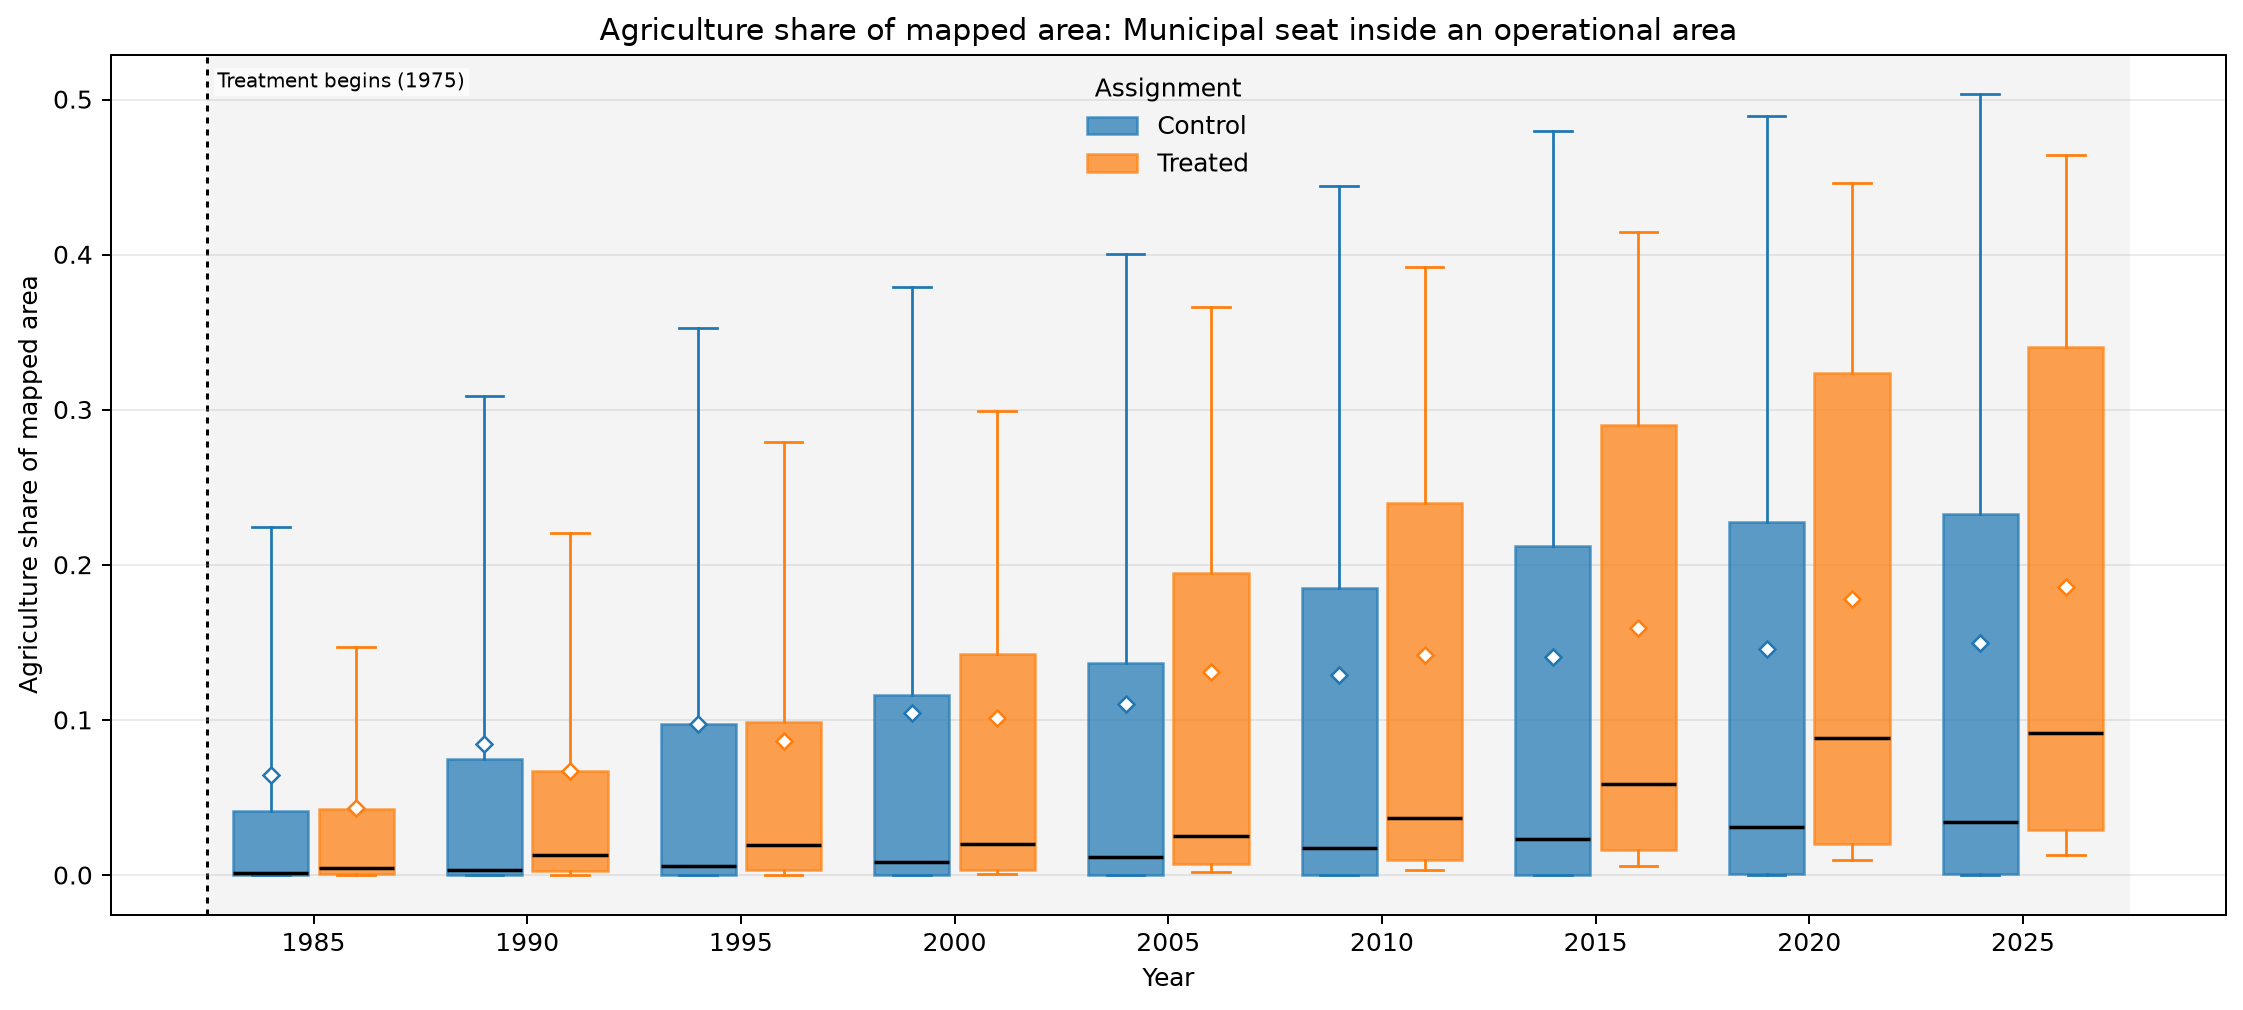 Agriculture share of mapped area: Municipal seat inside an operational area
Treatment begins (1975)
Assignment
Control
Treated
Agriculture share of mapped area
0.5
0.4
0.3
0.2
0.1
0.0
1985 1990 1995 2000 2005 2010 2015 2020 2025
Year